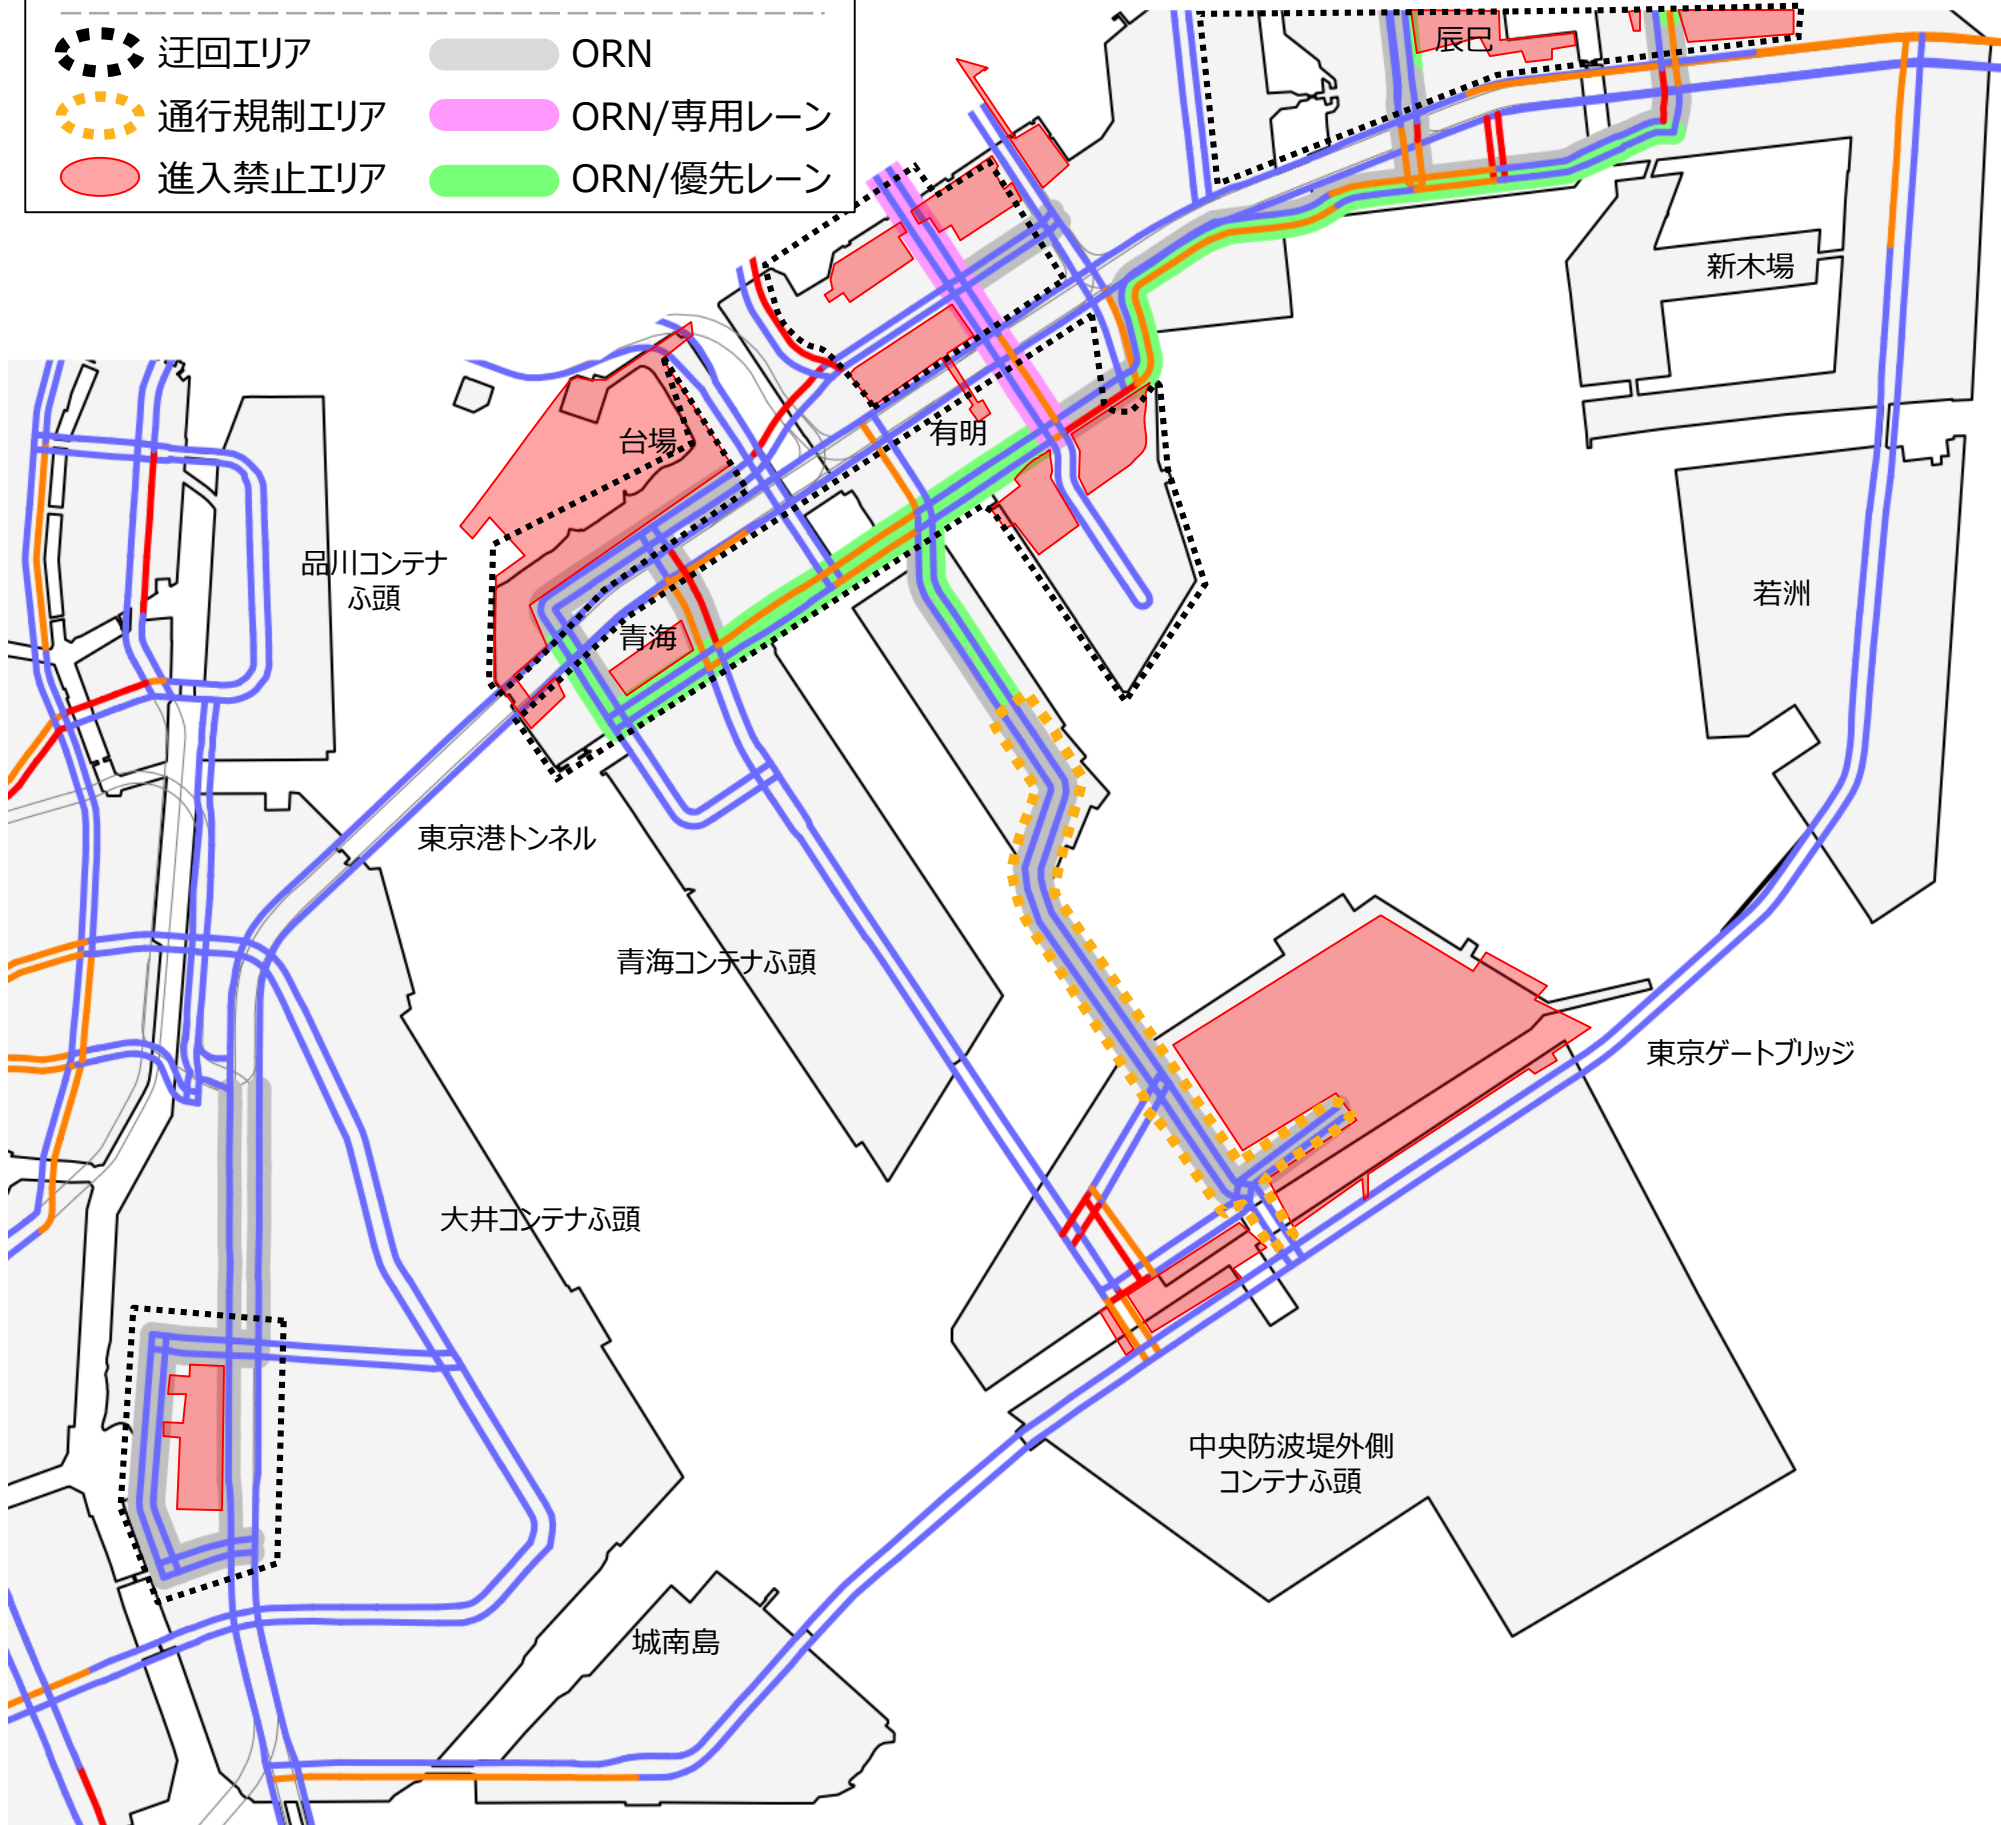 迂回エリア
ORN
通行規制エリア
ORN/専用レーン
進入禁止エリア
ORN/優先レーン
辰巳
新木場
台場
有明
品川コンテナ
ふ頭
青海
若洲
東京港トンネル
青海コンテナふ頭
東京ゲートブリッジ
大井コンテナふ頭
中央防波堤外側
コンテナふ頭
城南島